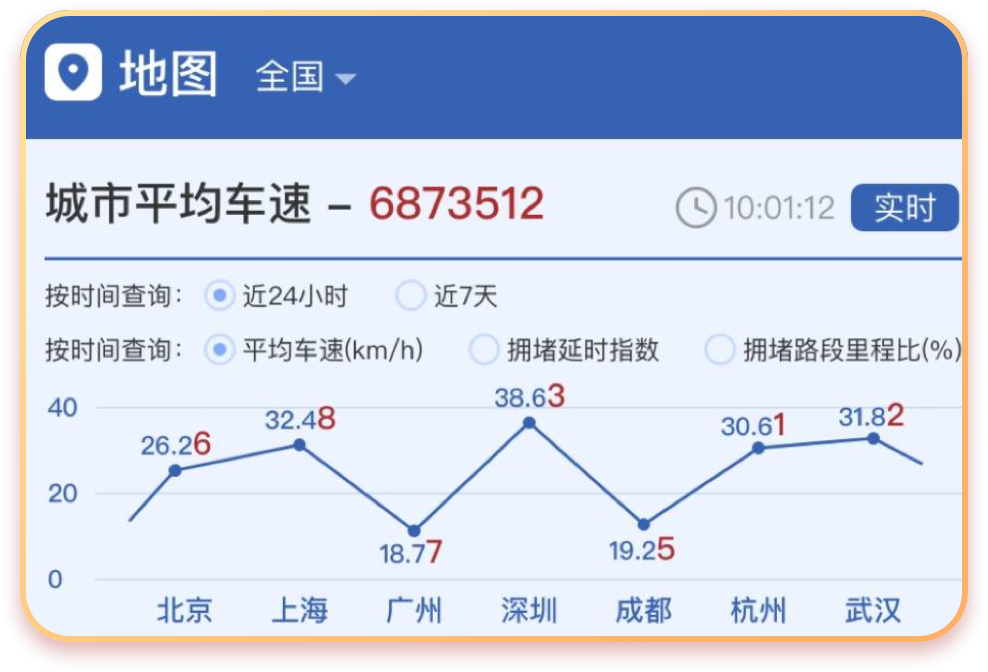 地图 全国
城市平均车速 – 6873512 10:01:12 实时
按时间查询： 近24小时 近7天
按时间查询： 平均车速(km/h) 拥堵延时指数 拥堵路段里程比(%)
38.63
40
32.48 30.61 31.82
26.26
20
18.77 19.25
0
北京 上海 广州 深圳 成都 杭州 武汉